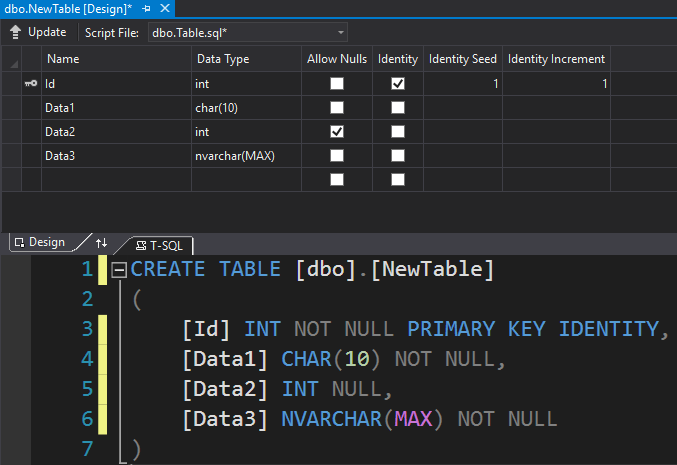 dbo.NewTable [Design]*
Update Script File: dbo.Table.sql*
Name Data Type Allow Nulls Identity Identity Seed Identity Increment
Id int 1 1
Data1 char(10)
Data2 int
Data3 nvarchar(MAX)
Design T-SQL
1 CREATE TABLE [dbo].[NewTable]
2 (
3 [Id] INT NOT NULL PRIMARY KEY IDENTITY,
4 [Data1] CHAR(10) NOT NULL,
5 [Data2] INT NULL,
6 [Data3] NVARCHAR(MAX) NOT NULL
7 )